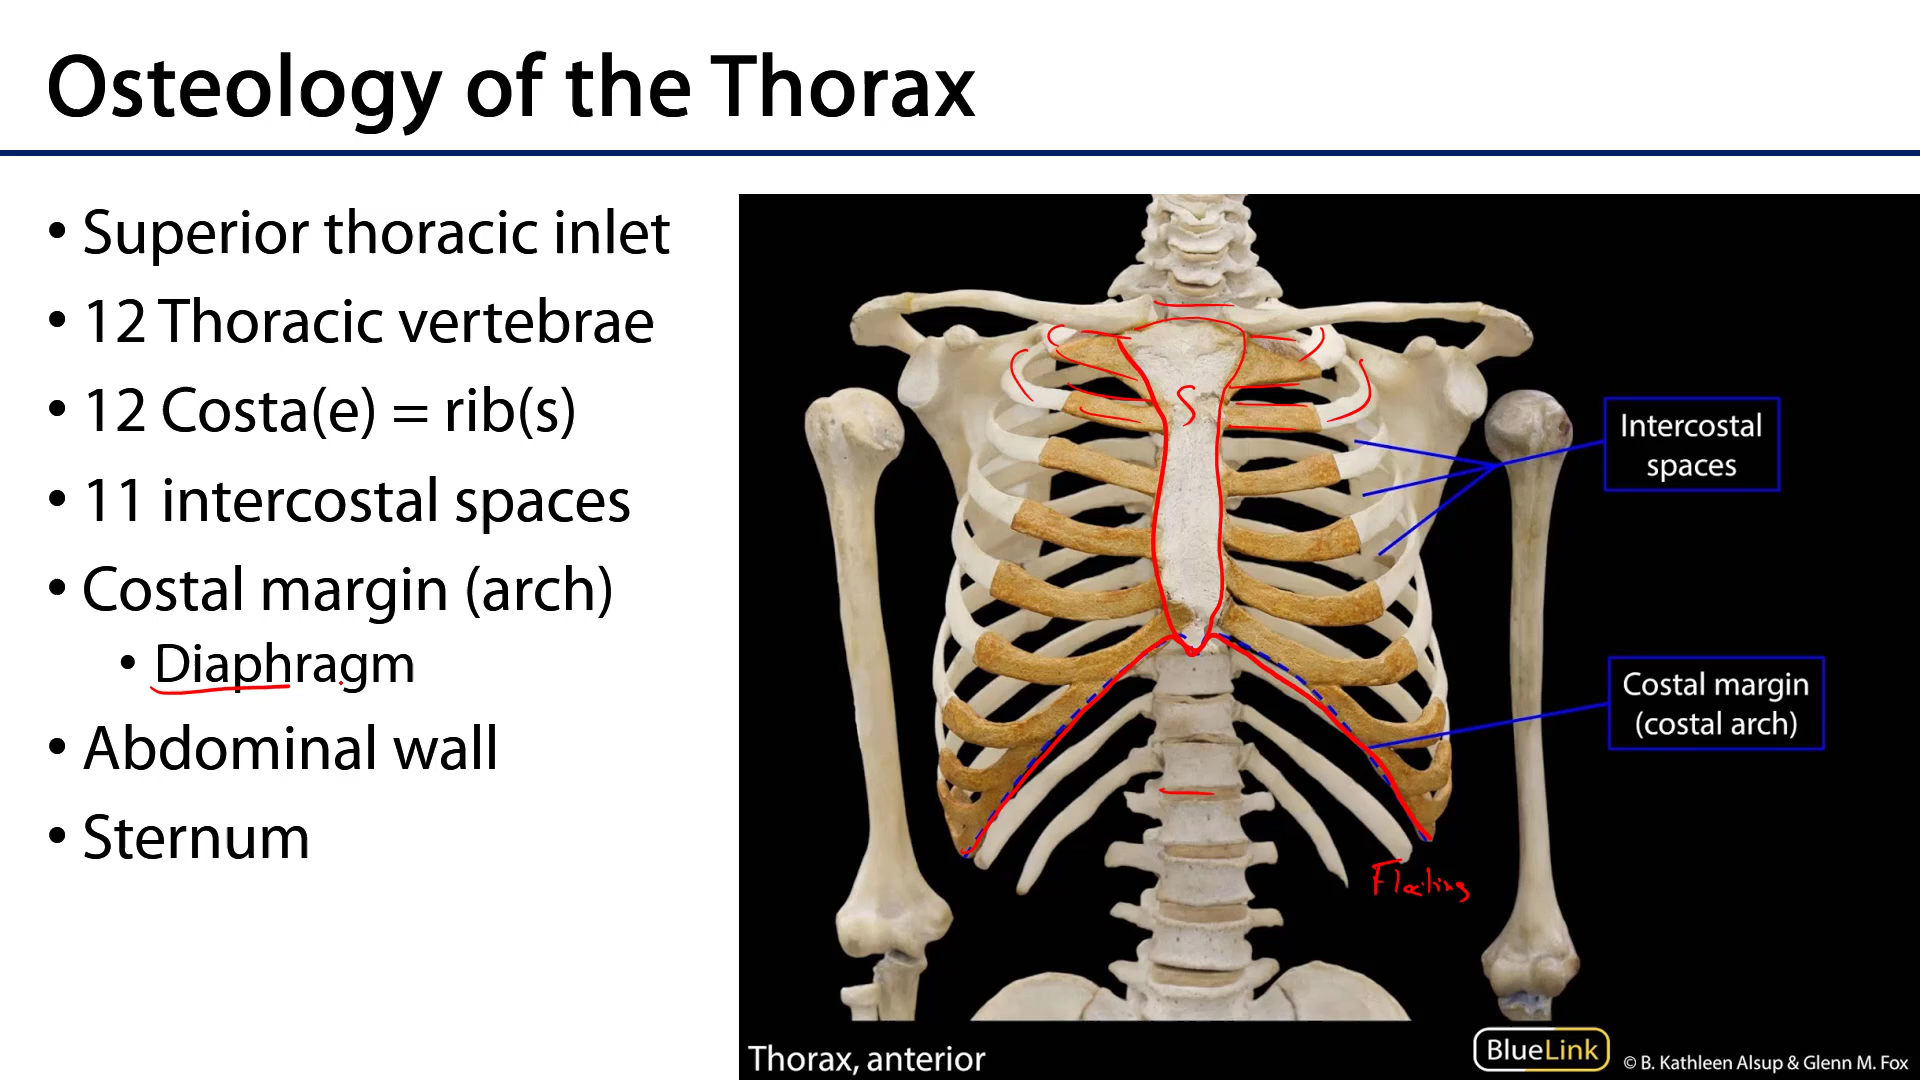 Osteology of the Thorax
• Superior thoracic inlet
• 12 Thoracic vertebrae
• 12 Costa(e) = rib(s)
• 11 intercostal spaces
• Costal margin (arch)
• Diaphragm
• Abdominal wall
• Sternum
S
Intercostal
spaces
Costal margin
(costal arch)
Floating
Thorax, anterior
BlueLink
© B. Kathleen Alsup & Glenn M. Fox